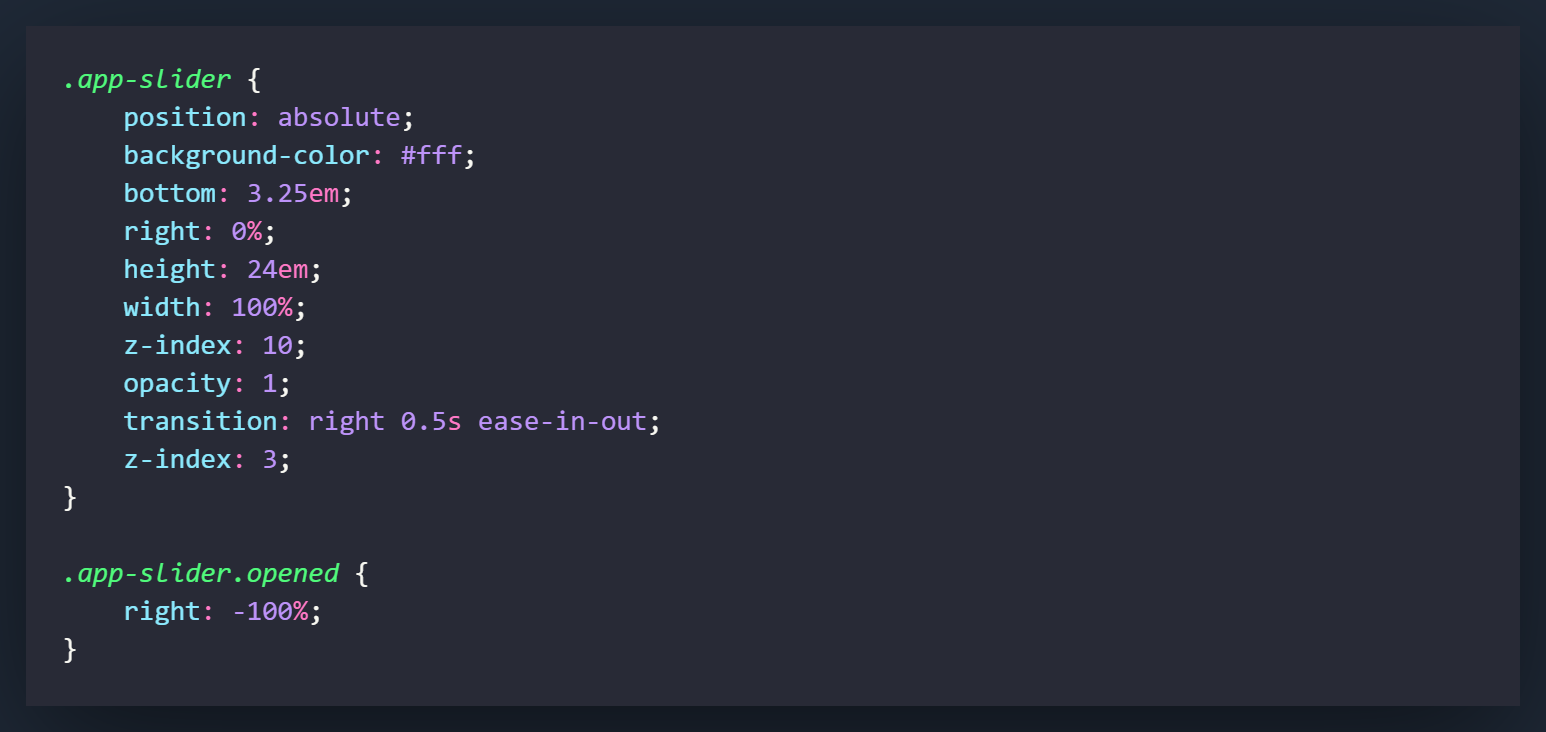 .app-slider {
    position: absolute;
    background-color: #fff;
    bottom: 3.25em;
    right: 0%;
    height: 24em;
    width: 100%;
    z-index: 10;
    opacity: 1;
    transition: right 0.5s ease-in-out;
    z-index: 3;
}

.app-slider.opened {
    right: -100%;
}